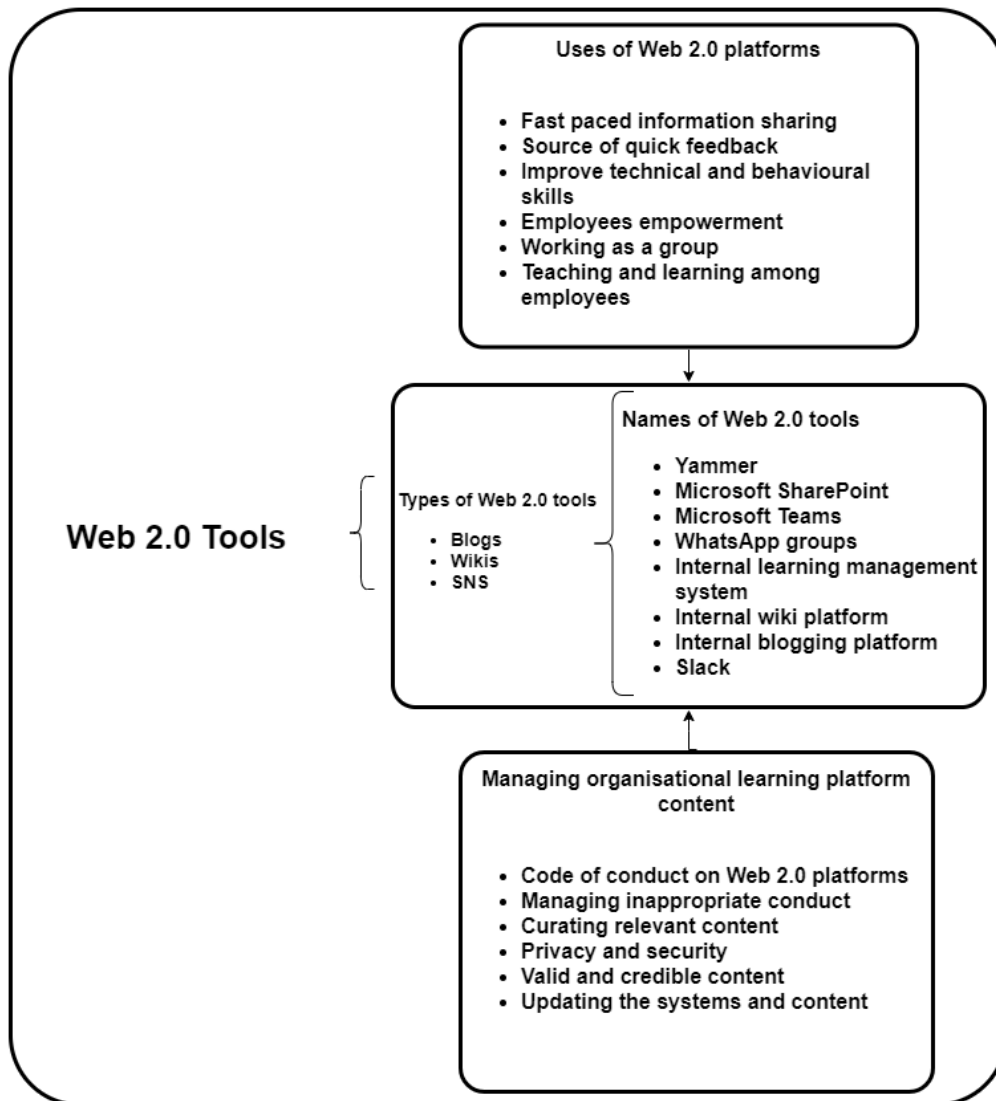 Uses of Web 2.0 platforms
• Fast paced information sharing
• Source of quick feedback
• Improve technical and behavioural
skills
• Employees empowerment
• Working as a group
• Teaching and learning among
employees
Web 2.0 Tools
Types of Web 2.0 tools
• Blogs
• Wikis
• SNS
Names of Web 2.0 tools
• Yammer
• Microsoft SharePoint
• Microsoft Teams
• WhatsApp groups
• Internal learning management
system
• Internal wiki platform
• Internal blogging platform
• Slack
Managing organisational learning platform
content
• Code of conduct on Web 2.0 platforms
• Managing inappropriate conduct
• Curating relevant content
• Privacy and security
• Valid and credible content
• Updating the systems and content